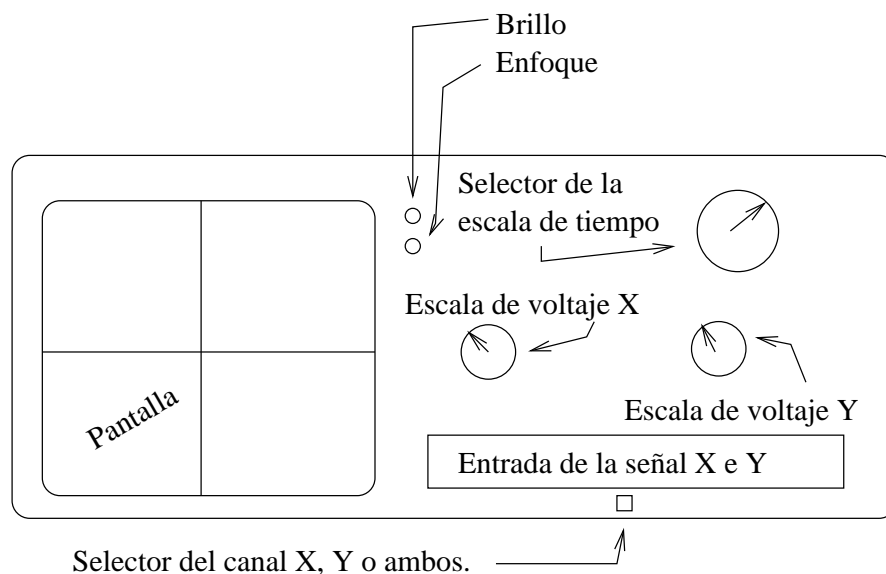 Brillo
Enfoque
Selector de la
escala de tiempo
Escala de voltaje X
Escala de voltaje Y
Pantalla
Entrada de la señal X e Y
Selector del canal X, Y o ambos.